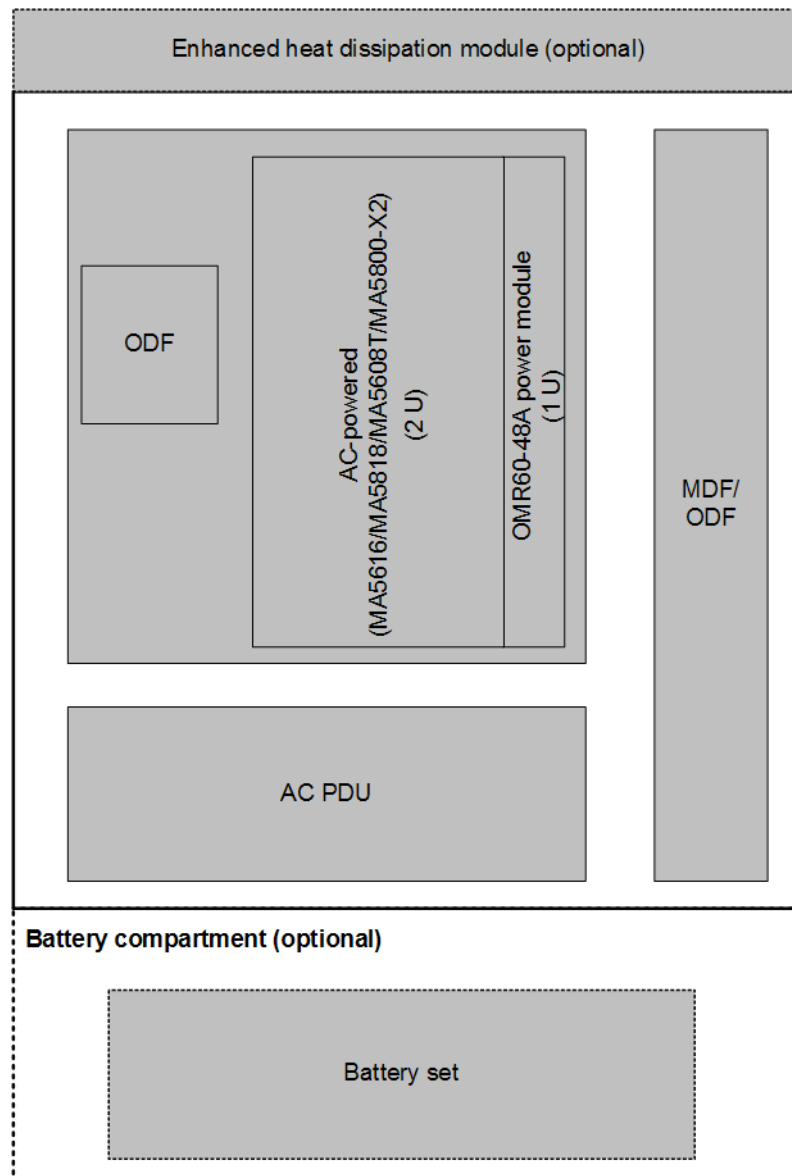 Enhanced heat dissipation module (optional)
ODF
AC-powered
(MA5616/MA5818/MA5608T/MA5800-X2)
(2 U)
OMR60-48A power module
(1 U)
MDF/
ODF
AC PDU
Battery compartment (optional)
Battery set